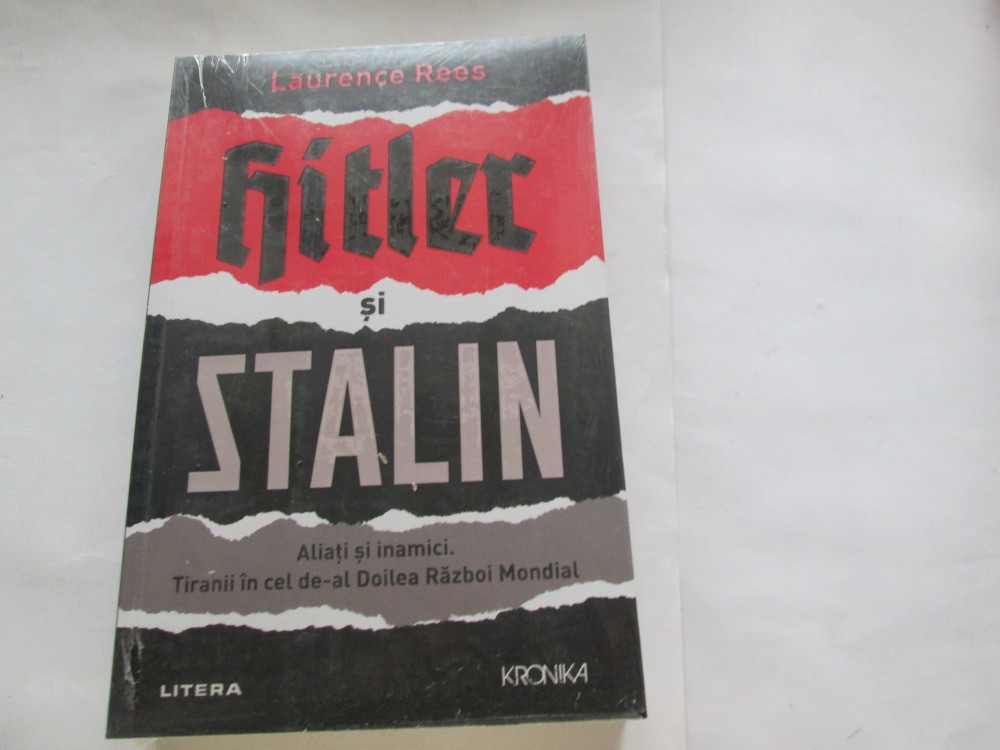 Laurence Rees
hitler
și
STALIN
Aliați și inamici.
Tiranii în cel de-al Doilea Război Mondial
LITERA
KRONIKA